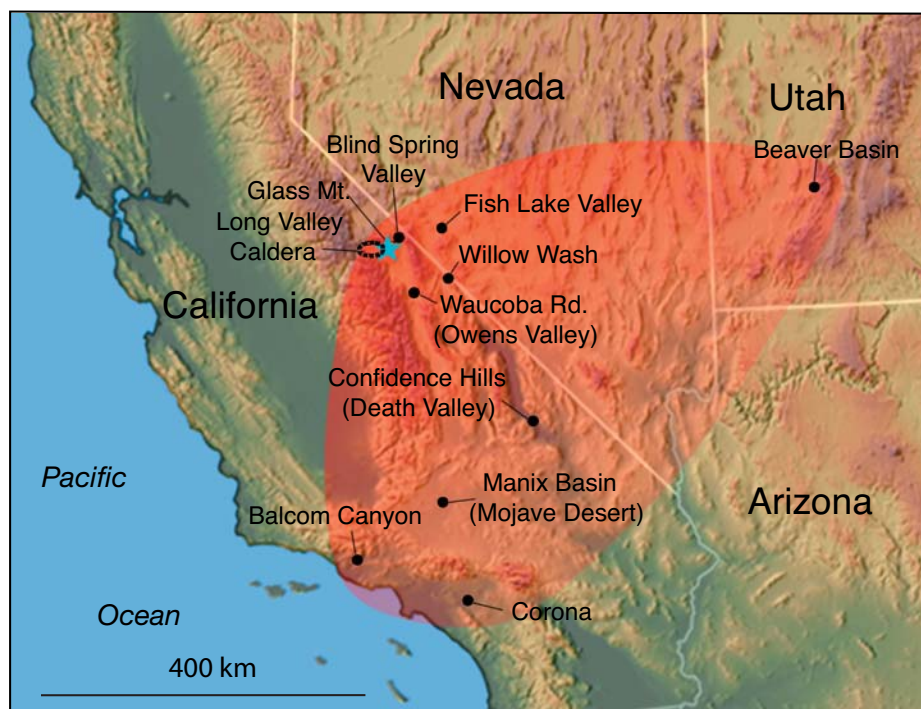 Nevada
Utah
Blind Spring
Valley
Beaver Basin
Glass Mt.
Fish Lake Valley
Long Valley
Caldera
Willow Wash
California
Waucoba Rd.
(Owens Valley)
Confidence Hills
(Death Valley)
Pacific
Manix Basin
(Mojave Desert)
Arizona
Balcom Canyon
Ocean
Corona
400 km